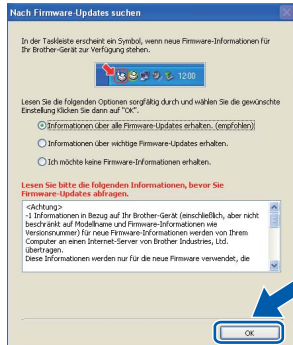 Nach Firmware-Updates suchen
In der Taskleiste erscheint ein Symbol, wenn neue Firmware-Informationen für
Ihr Brother-Gerät zur Verfügung stehen.
12:00
Lesen Sie die folgenden Optionen sorgfältig durch und wählen Sie die gewünschte
Einstellung Klicken Sie dann auf "OK".
Informationen über alle Firmware-Updates erhalten. (empfohlen)
Informationen über wichtige Firmware-Updates erhalten.
Ich möchte keine Firmware-Informationen erhalten.
Lesen Sie bitte die folgenden Informationen, bevor Sie
Firmware-Updates abfragen.
<Achtung>
-1 Informationen in Bezug auf Ihr Brother-Gerät (einschließlich, aber nicht
beschränkt auf Modellname und Firmware-Informationen wie
Versionsnummer) für neue Firmware-Informationen werden von Ihrem
Computer an einen Internet-Server von Brother Industries, Ltd.
übertragen.
Diese Informationen werden nur für die neue Firmware verwendet, die
OK